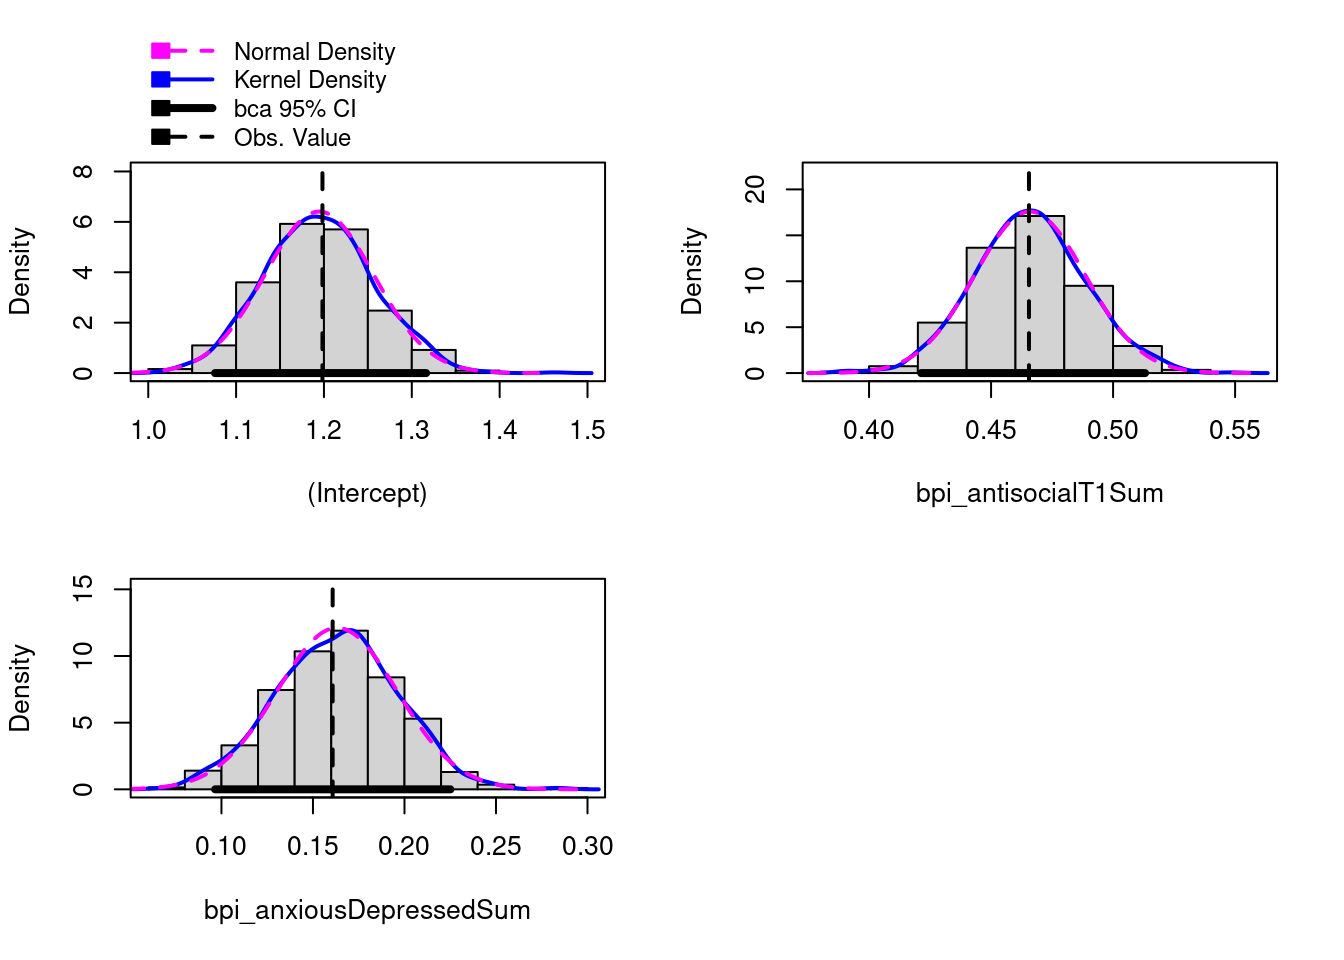 Normal Density
Kernel Density
bca 95% CI
Obs. Value
Density
8
6
4
2
0
1.0 1.1 1.2 1.3 1.4 1.5
(Intercept)
Density
20
10
5
0
0.40 0.45 0.50 0.55
bpi_antisocialT1Sum
Density
15
10
5
0
0.10 0.15 0.20 0.25 0.30
bpi_anxiousDepressedSum